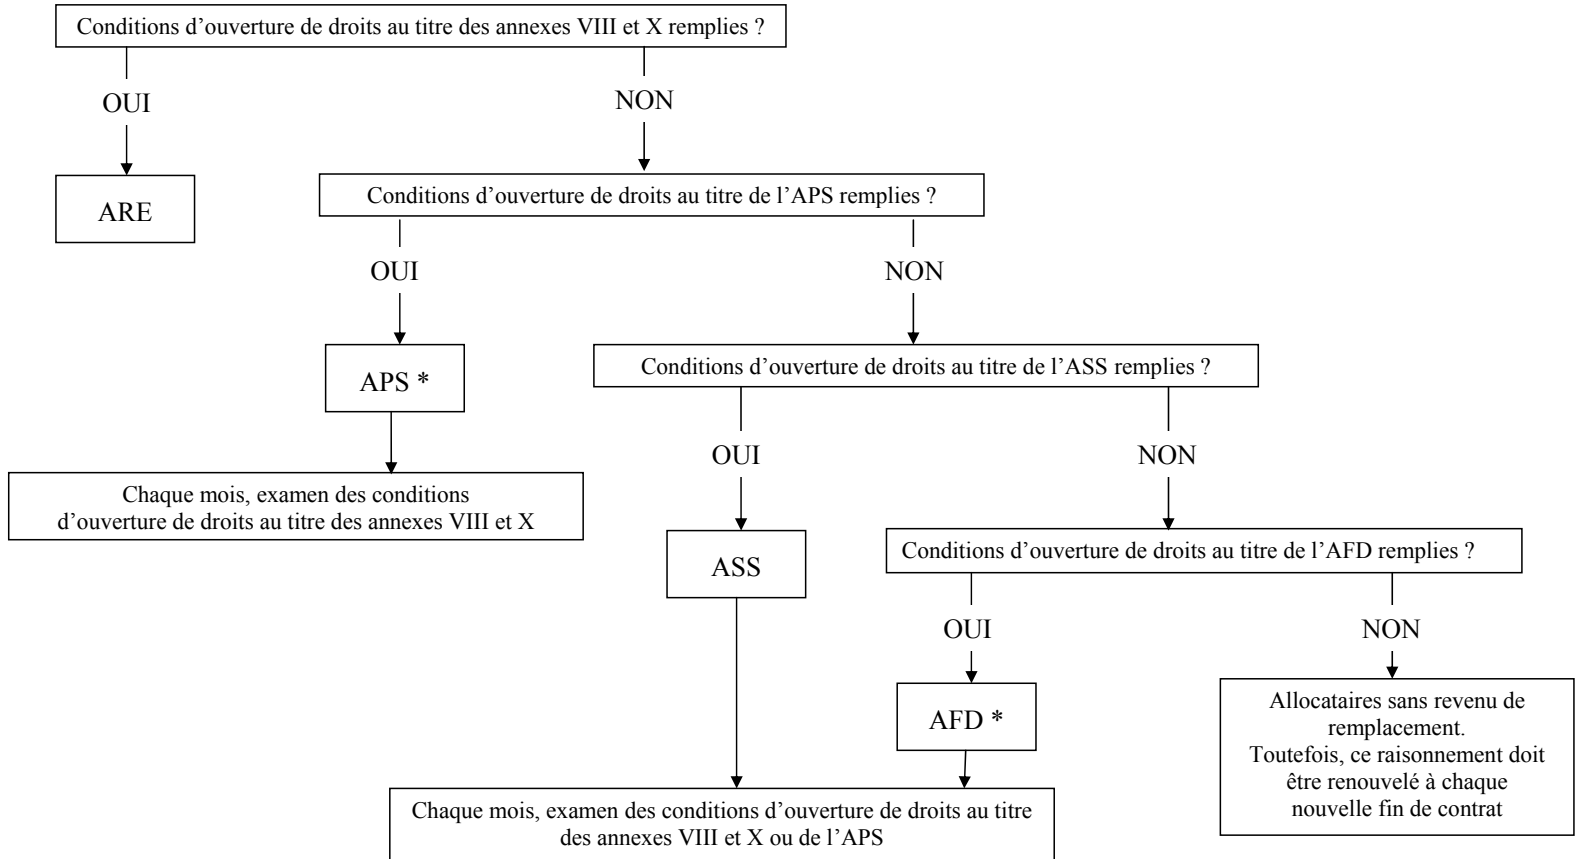 Conditions d’ouverture de droits au titre des annexes VIII et X remplies ?
OUI
NON
ARE
Conditions d’ouverture de droits au titre de l’APS remplies ?
OUI
NON
APS *
Conditions d’ouverture de droits au titre de l’ASS remplies ?
Chaque mois, examen des conditions
d’ouverture de droits au titre des annexes VIII et X
OUI
NON
ASS
Conditions d’ouverture de droits au titre de l’AFD remplies ?
OUI
NON
AFD *
Allocataires sans revenu de
remplacement.
Toutefois, ce raisonnement doit
être renouvelé à chaque
nouvelle fin de contrat
Chaque mois, examen des conditions d’ouverture de droits au titre
des annexes VIII et X ou de l’APS